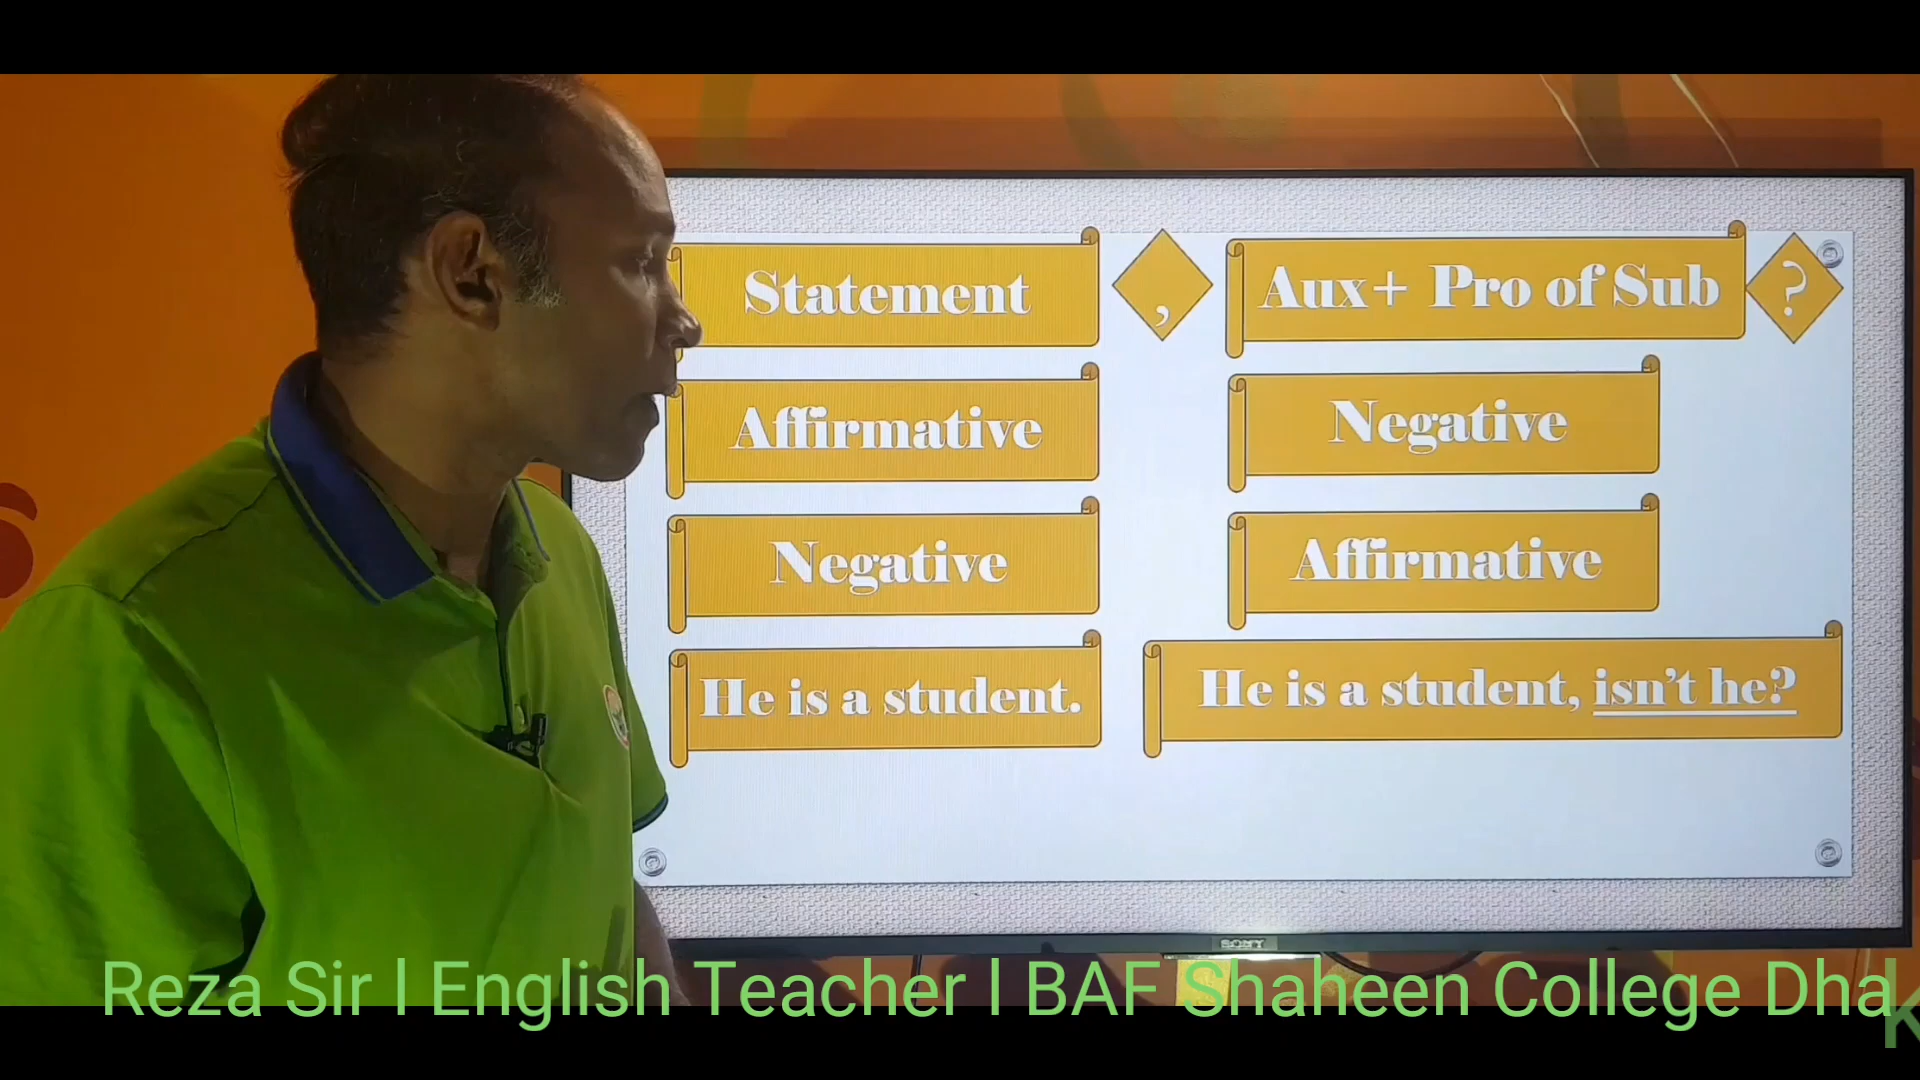 Statement , Aux+ Pro of Sub ?
Affirmative Negative
Negative Affirmative
He is a student. He is a student, isn't he?
SONY
Reza Sir l English Teacher l BAF Shaheen College Dhak